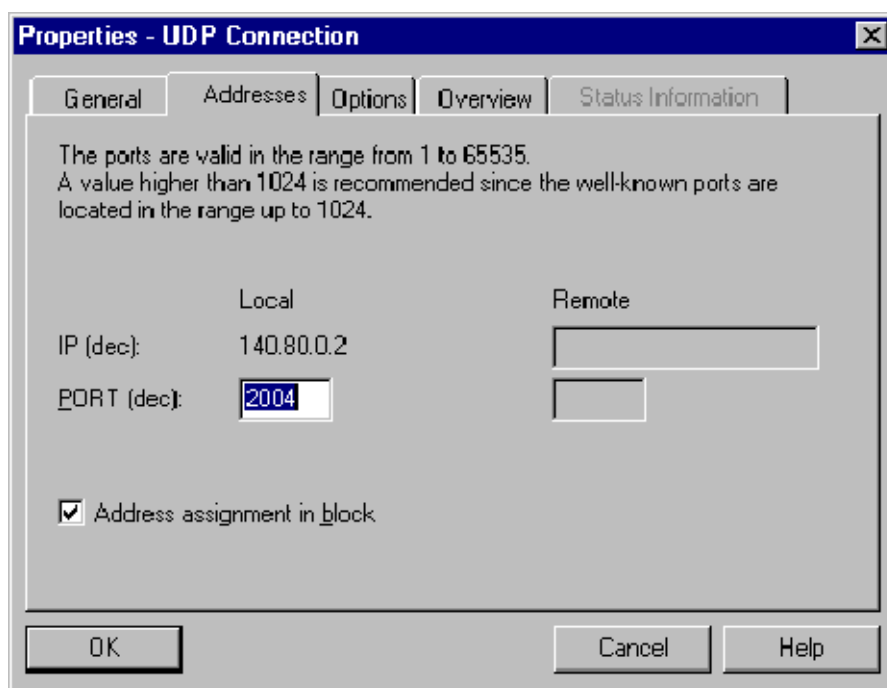 Properties - UDP Connection
General Addresses Options Overview Status Information
The ports are valid in the range from 1 to 65535.
A value higher than 1024 is recommended since the well-known ports are
located in the range up to 1024.
Local Remote
IP (dec): 140.80.0.2
PORT (dec): 2004
Address assignment in block
OK Cancel Help